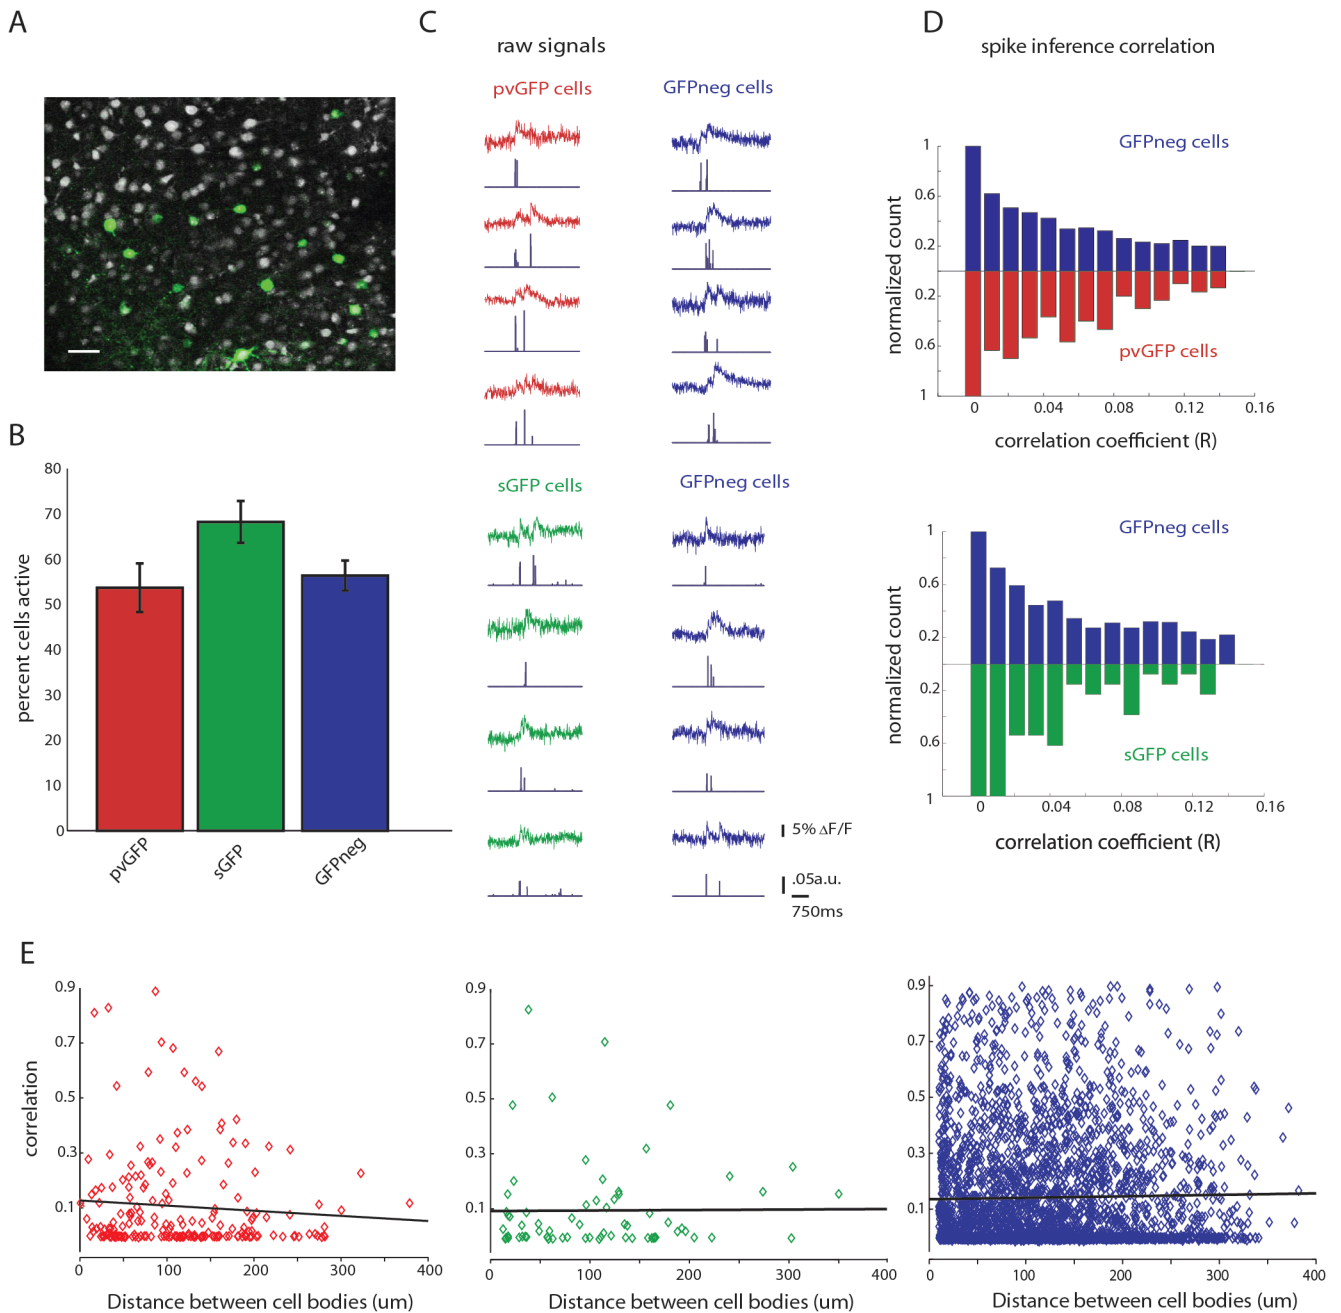 A
B
80
70
60
50
40
30
20
10
0
percent cells active
pvGFP
sGFP
GFPneg
C
raw signals
pvGFP cells
GFPneg cells
sGFP cells
GFPneg cells
5% ΔF/F
.05a.u.
750ms
D
spike inference correlation
GFPneg cells
1
0.6
0.2
0.2
0.6
1
normalized count
pvGFP cells
0
0.04
0.08
0.12
0.16
correlation coefficient (R)
GFPneg cells
1
0.6
0.2
0.2
0.6
1
normalized count
sGFP cells
0
0.04
0.08
0.12
0.16
correlation coefficient (R)
E
0.9
0.7
0.5
0.3
0.1
correlation
0
100
200
300
400
Distance between cell bodies (um)
0.9
0.7
0.5
0.3
0.1
0
100
200
300
400
Distance between cell bodies (um)
0.9
0.7
0.5
0.3
0.1
0
100
200
300
400
Distance between cell bodies (um)